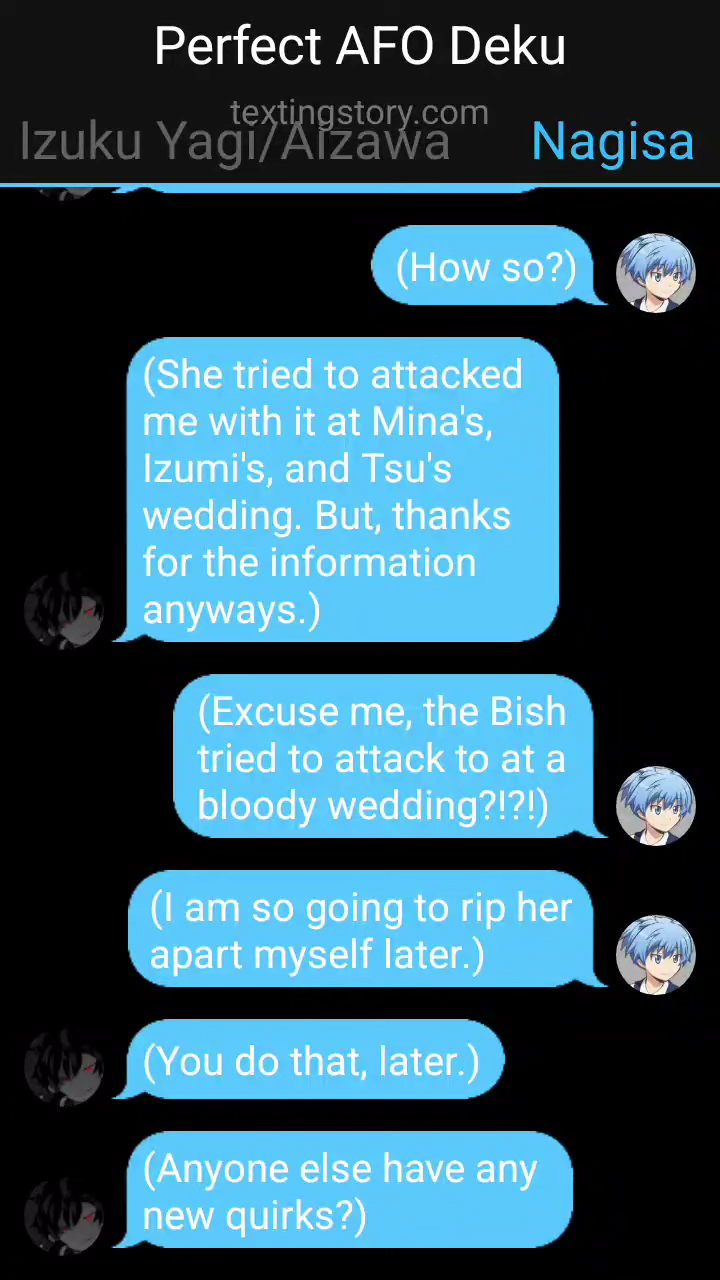 Perfect AFO Deku
textingstory.com
Izuku Yagi/Aizawa
Nagisa
(How so?)
(She tried to attacked
me with it at Mina's,
Izumi's, and Tsu's
wedding. But, thanks
for the information
anyways.)
(Excuse me, the Bish
tried to attack to at a
bloody wedding?!?!)
(I am so going to rip her
apart myself later.)
(You do that, later.)
(Anyone else have any
new quirks?)